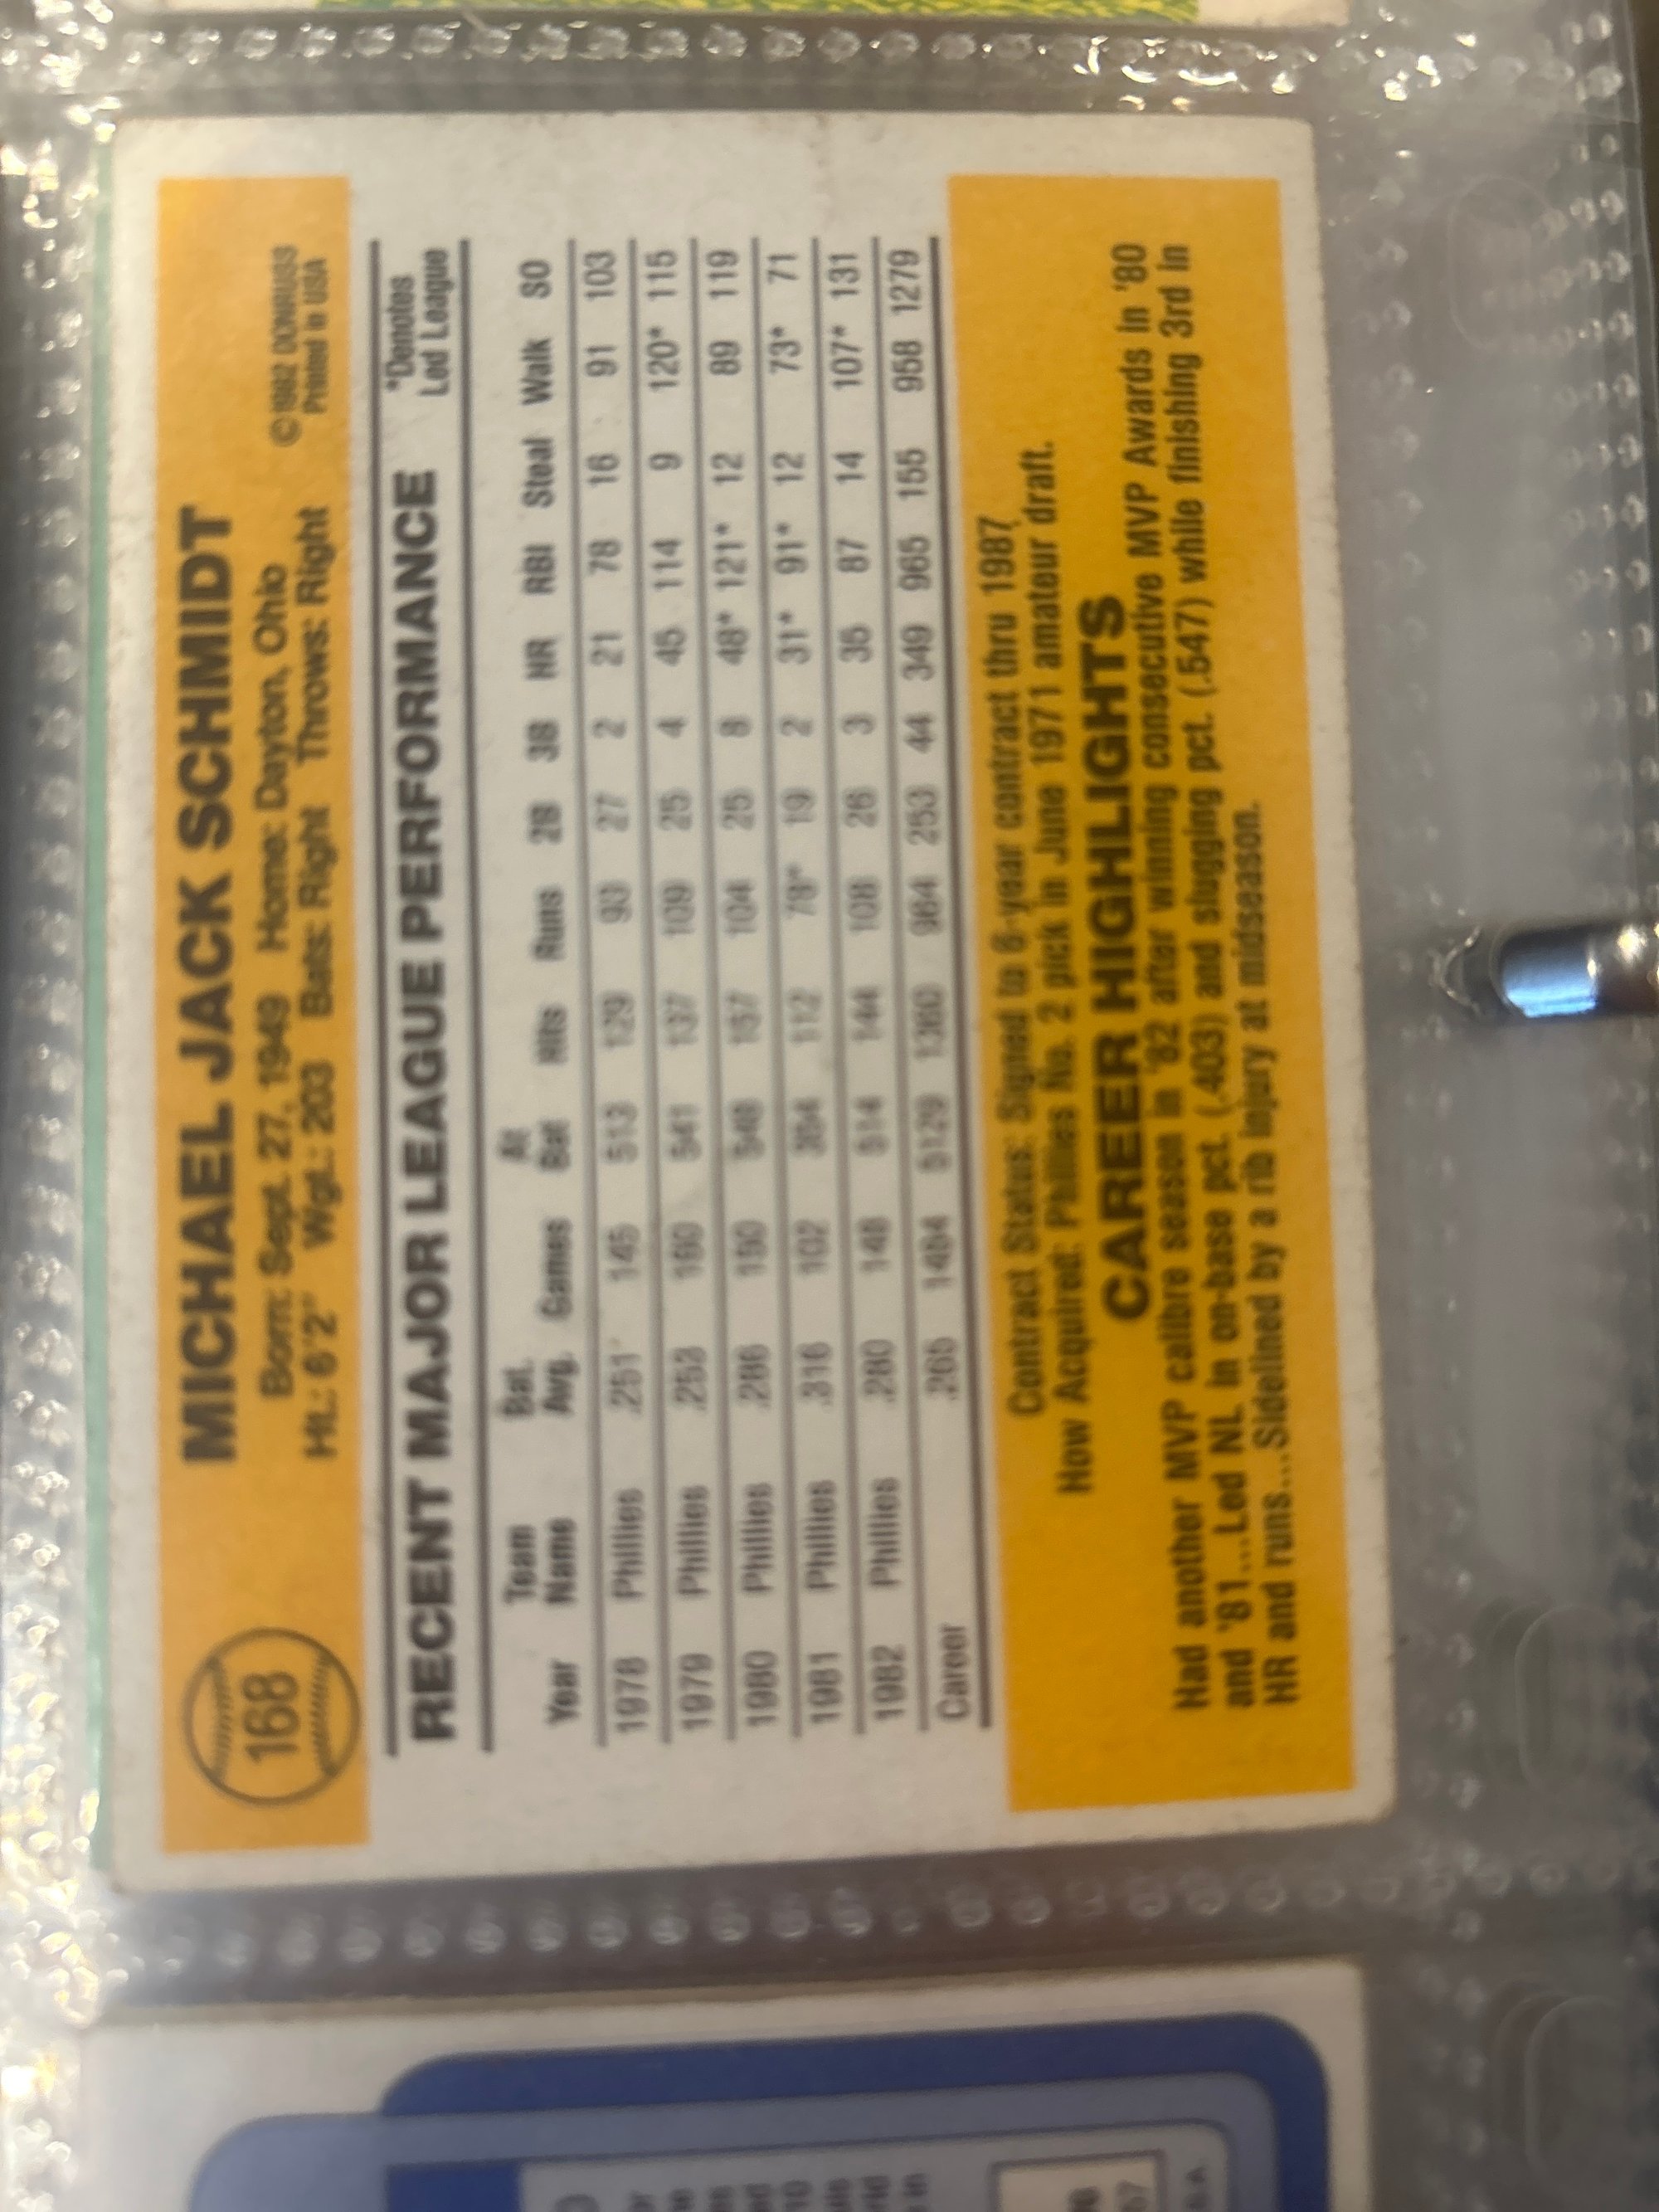 168
MICHAEL JACK SCHMIDT
Born: Sept. 27, 1949 Home: Dayton, Ohio
Ht.: 6'2" Wgt.: 203 Bats: Right Throws: Right
©1982 DONRUSS
Printed in USA
RECENT MAJOR LEAGUE PERFORMANCE
*Denotes
Led League
Year Team Name Bat. Avg. Games At Bat Hits Runs 2B 3B HR RBI Steal Walk SO
1978 Phillies .251 145 513 129 93 27 2 21 78 16 91 103
1979 Phillies .253 160 541 137 109 25 4 45 114 9 120* 115
1980 Phillies .286 150 548 157 104 25 8 48* 121* 12 89 119
1981 Phillies .316 102 354 112 78* 19 2 31* 91* 12 73* 71
1982 Phillies .280 148 514 144 108 26 3 35 87 14 107* 131
Career .265 1484 5129 1360 964 253 44 349 965 155 958 1279
Contract Status: Signed to 6-year contract thru 1987
How Acquired: Phillies No. 2 pick in June 1971 amateur draft.
CAREER HIGHLIGHTS
Had another MVP calibre season in '82 after winning consecutive MVP Awards in '80
and '81...Led NL in on-base pct. (.403) and slugging pct. (.547) while finishing 3rd in
HR and runs...Sidelined by a rib injury at midseason.